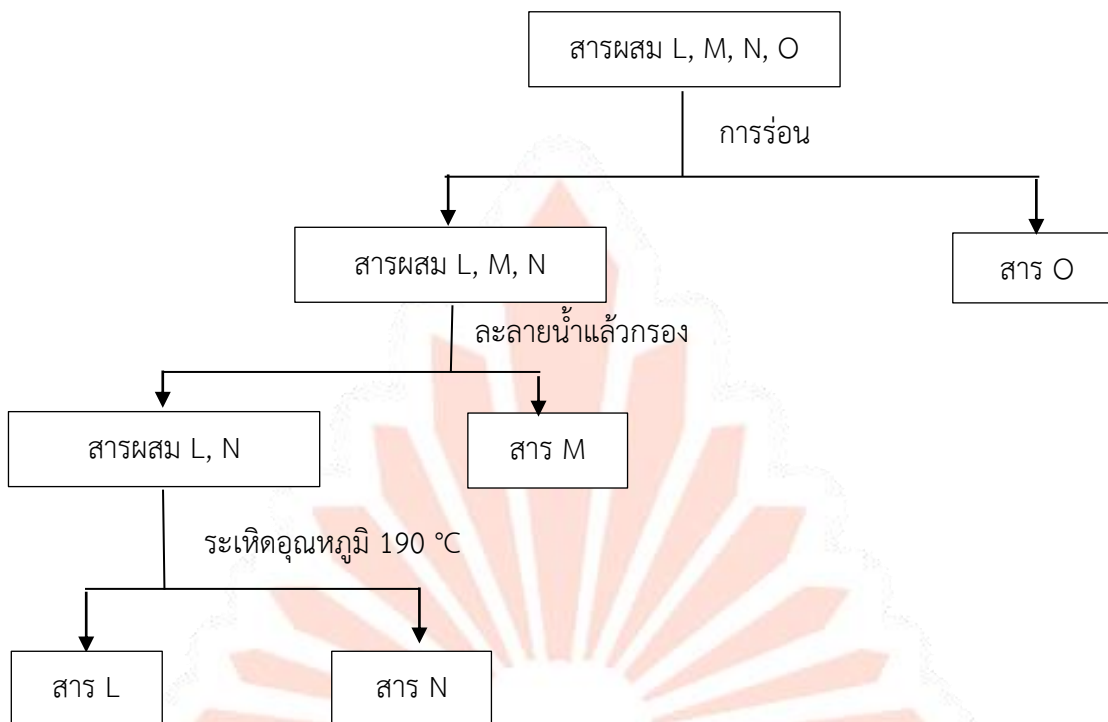 สารผสม L, M, N, O
การร่อน
สารผสม L, M, N
สาร O
ละลายน้ำแล้วกรอง
สารผสม L, N
สาร M
ระเหิดอุณหภูมิ 190 °C
สาร L
สาร N